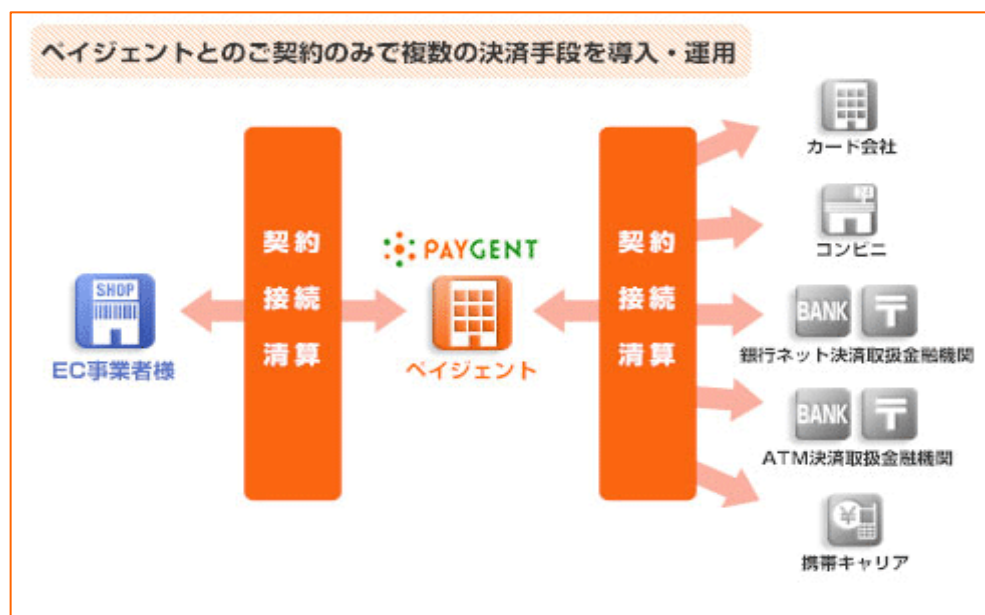 ペイジェントとのご契約のみで複数の決済手段を導入・運用
カード会社
コンビニ
契約
接続
清算
PAYGENT
契約
接続
清算
SHOP
EC事業者様
ペイジェント
BANK 〒
銀行ネット決済取扱金融機関
BANK 〒
ATM決済取扱金融機関
¥
携帯キャリア